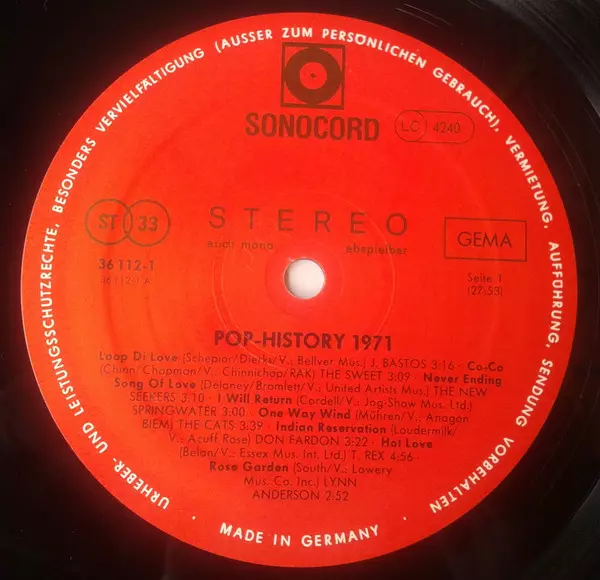 URHEBER- UND LEISTUNGSSCHUTZRECHTE, BESONDERS VERVIELFÄLTIGUNG (AUSSER ZUM PERSÖNLICHEN GEBRAUCH), VERMIETUNG, AUFFÜHRUNG, SENDUNG VORBEHALTEN
SONOCORD
LC 4240
ST 33
STEREO
auch mono abspielbar
GEMA
36 112-1
36 112-1 A
Seite 1
(27:53)
POP-HISTORY 1971
Loop Di Love (Schepior/Dierks/V.: Bellver Mus.) J. BASTOS 3:16 · Co-Co
(Chinn/Chapman/V.: Chinnichap/RAK) THE SWEET 3:09 · Never Ending
Song Of Love (Delaney/Bramlett/V.: United Artists Mus.) THE NEW
SEEKERS 3:10 · I Will Return (Cordell/V.: Jog-Show Mus. Ltd.)
SPRINGWATER 3:00 · One Way Wind (Mühren/V.: Anagon
BIEM) THE CATS 3:39 · Indian Reservation (Loudermilk/
V.: Acuff Rose) DON FARDON 3:22 · Hot Love
(Bolan/V.: Essex Mus. Int. Ltd.) T. REX 4:56 ·
Rose Garden (South/V.: Lowery
Mus. Co. Inc.) LYNN
ANDERSON 2:52
· MADE IN GERMANY ·